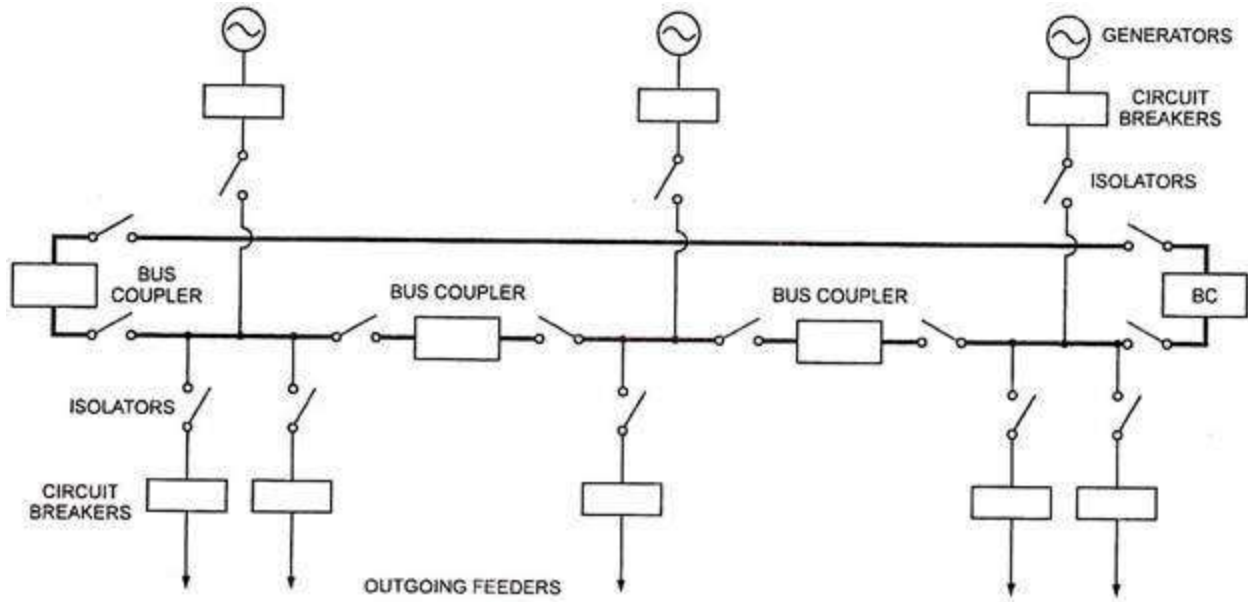 GENERATORS
CIRCUIT
BREAKERS
ISOLATORS
BUS
COUPLER
BUS COUPLER
BUS COUPLER
BC
ISOLATORS
CIRCUIT
BREAKERS
OUTGOING FEEDERS